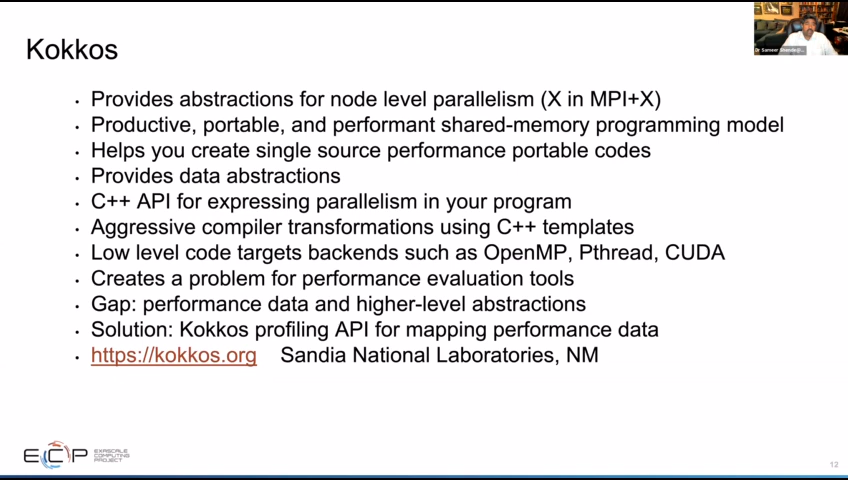 Kokkos
Dr Sameer Shende
• Provides abstractions for node level parallelism (X in MPI+X)
• Productive, portable, and performant shared-memory programming model
• Helps you create single source performance portable codes
• Provides data abstractions
• C++ API for expressing parallelism in your program
• Aggressive compiler transformations using C++ templates
• Low level code targets backends such as OpenMP, Pthread, CUDA
• Creates a problem for performance evaluation tools
• Gap: performance data and higher-level abstractions
• Solution: Kokkos profiling API for mapping performance data
• https://kokkos.org Sandia National Laboratories, NM
ECP
EXASCALE
COMPUTING
PROJECT
12